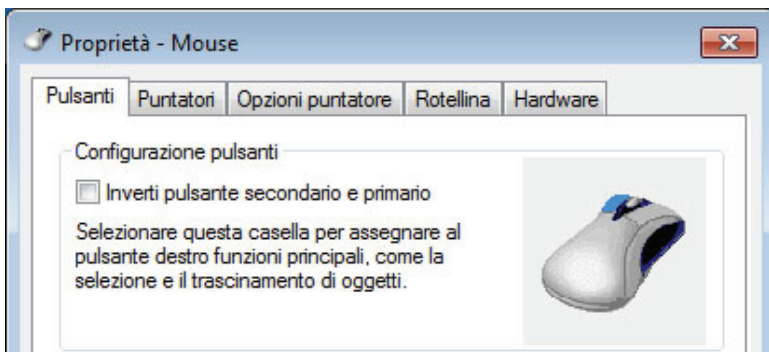 Proprietà - Mouse
Pulsanti Puntatori Opzioni puntatore Rotellina Hardware
Configurazione pulsanti
Inverti pulsante secondario e primario
Selezionare questa casella per assegnare al
pulsante destro funzioni principali, come la
selezione e il trascinamento di oggetti.